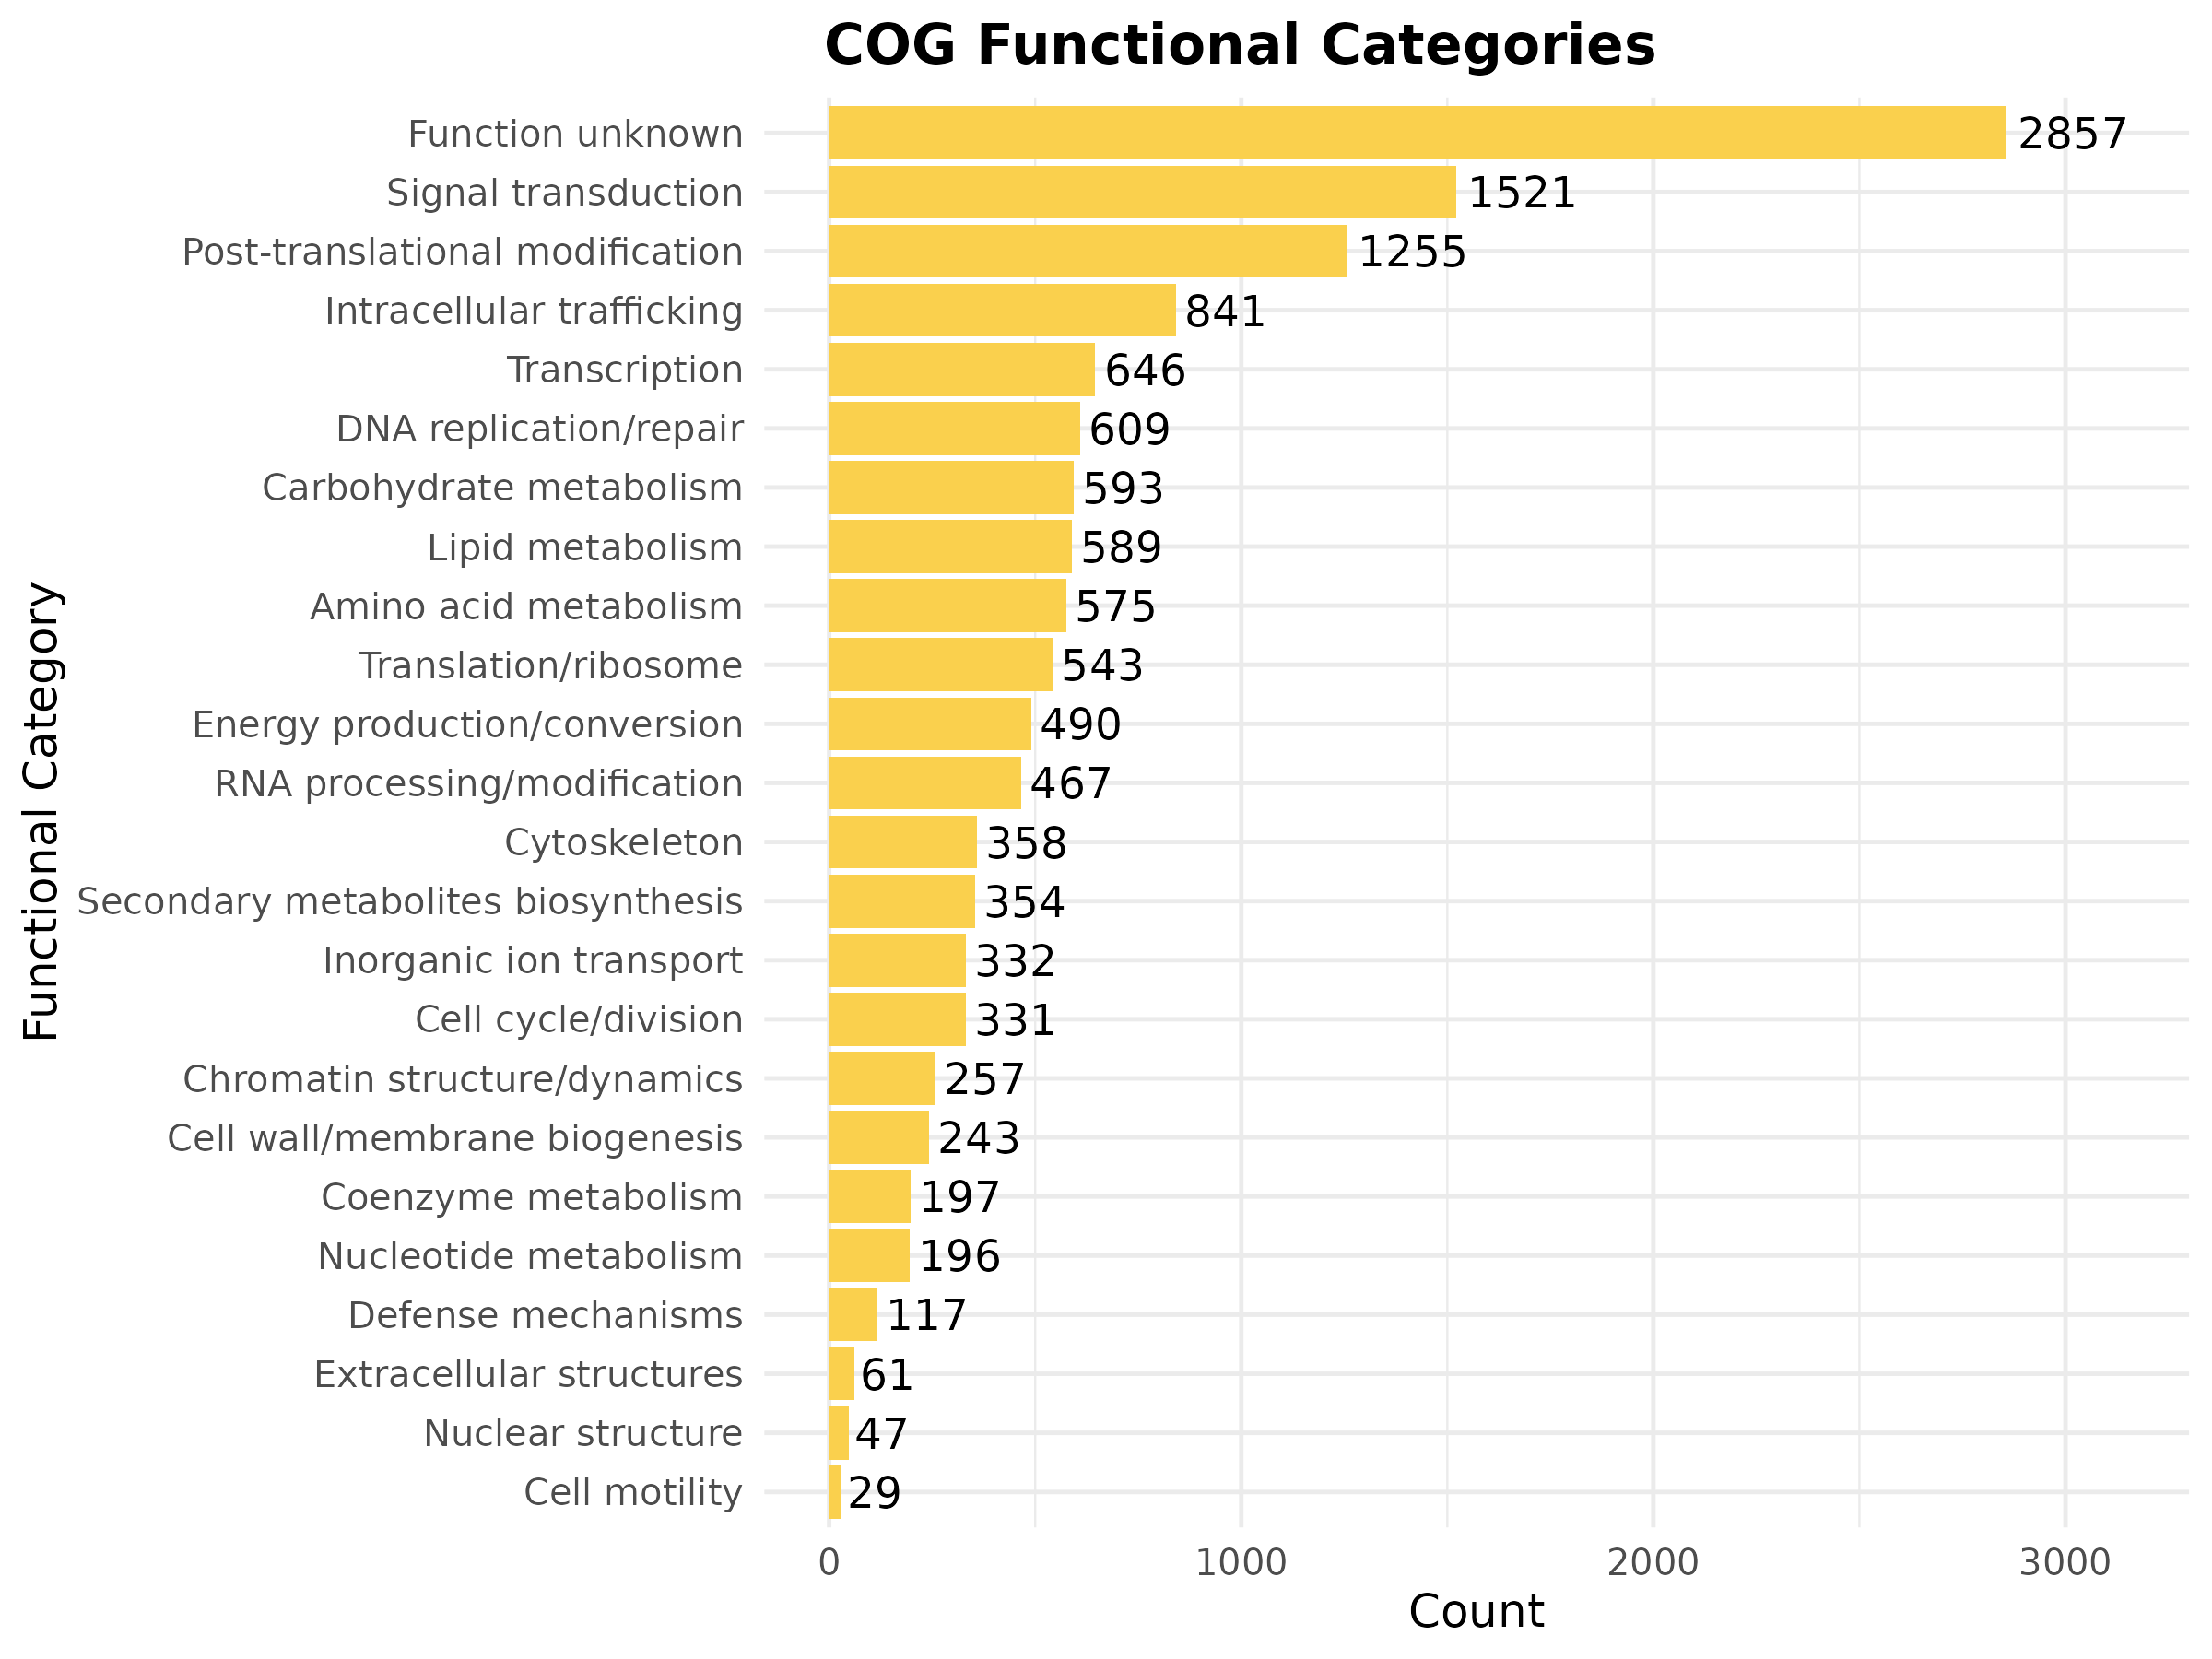 COG Functional Categories
Functional Category
Function unknown 2857
Signal transduction 1521
Post-translational modification 1255
Intracellular trafficking 841
Transcription 646
DNA replication/repair 609
Carbohydrate metabolism 593
Lipid metabolism 589
Amino acid metabolism 575
Translation/ribosome 543
Energy production/conversion 490
RNA processing/modification 467
Cytoskeleton 358
Secondary metabolites biosynthesis 354
Inorganic ion transport 332
Cell cycle/division 331
Chromatin structure/dynamics 257
Cell wall/membrane biogenesis 243
Coenzyme metabolism 197
Nucleotide metabolism 196
Defense mechanisms 117
Extracellular structures 61
Nuclear structure 47
Cell motility 29
0 1000 2000 3000
Count